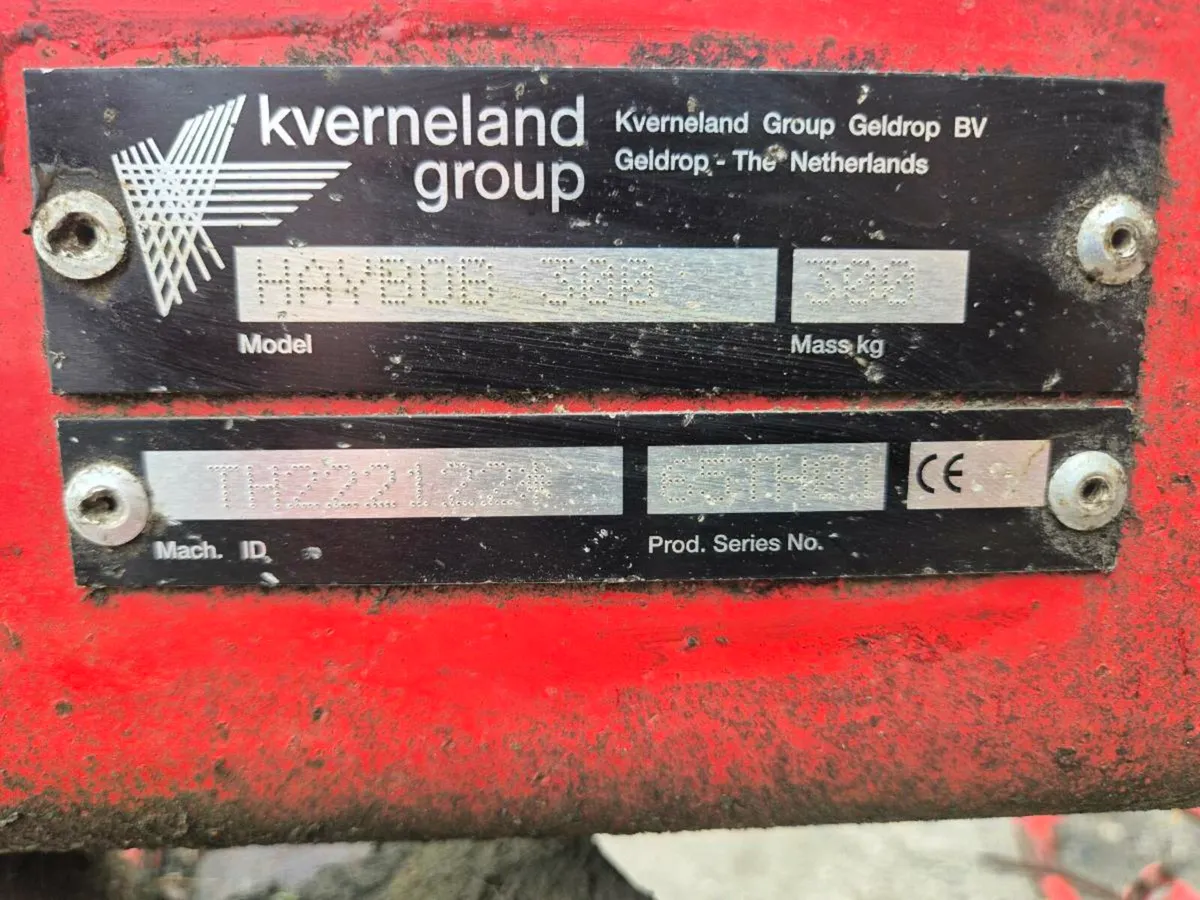 kverneland
group
Kverneland Group Geldrop BV
Geldrop - The Netherlands
HAYBOB 300
300
Model
Mass kg
CE
Mach. ID
Prod. Series No.